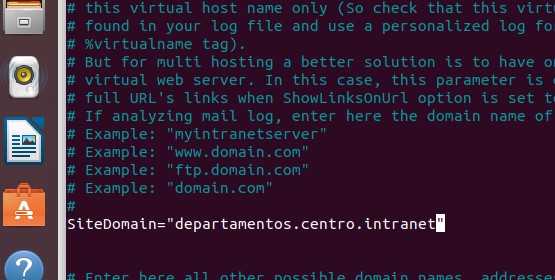 # this virtual host name only (So check that this virt
# found in your log file and use a personalized log fo
# %virtualname tag).
# But for multi hosting a better solution is to have o
# virtual web server. In this case, this parameter is
# full URL's links when ShowLinksOnUrl option is set t
# If analyzing mail log, enter here the domain name of
# Example: "myintranetserver"
# Example: "www.domain.com"
# Example: "ftp.domain.com"
# Example: "domain.com"
#
SiteDomain="departamentos.centro.intranet"
# Enter here all other possible domain names, addresse